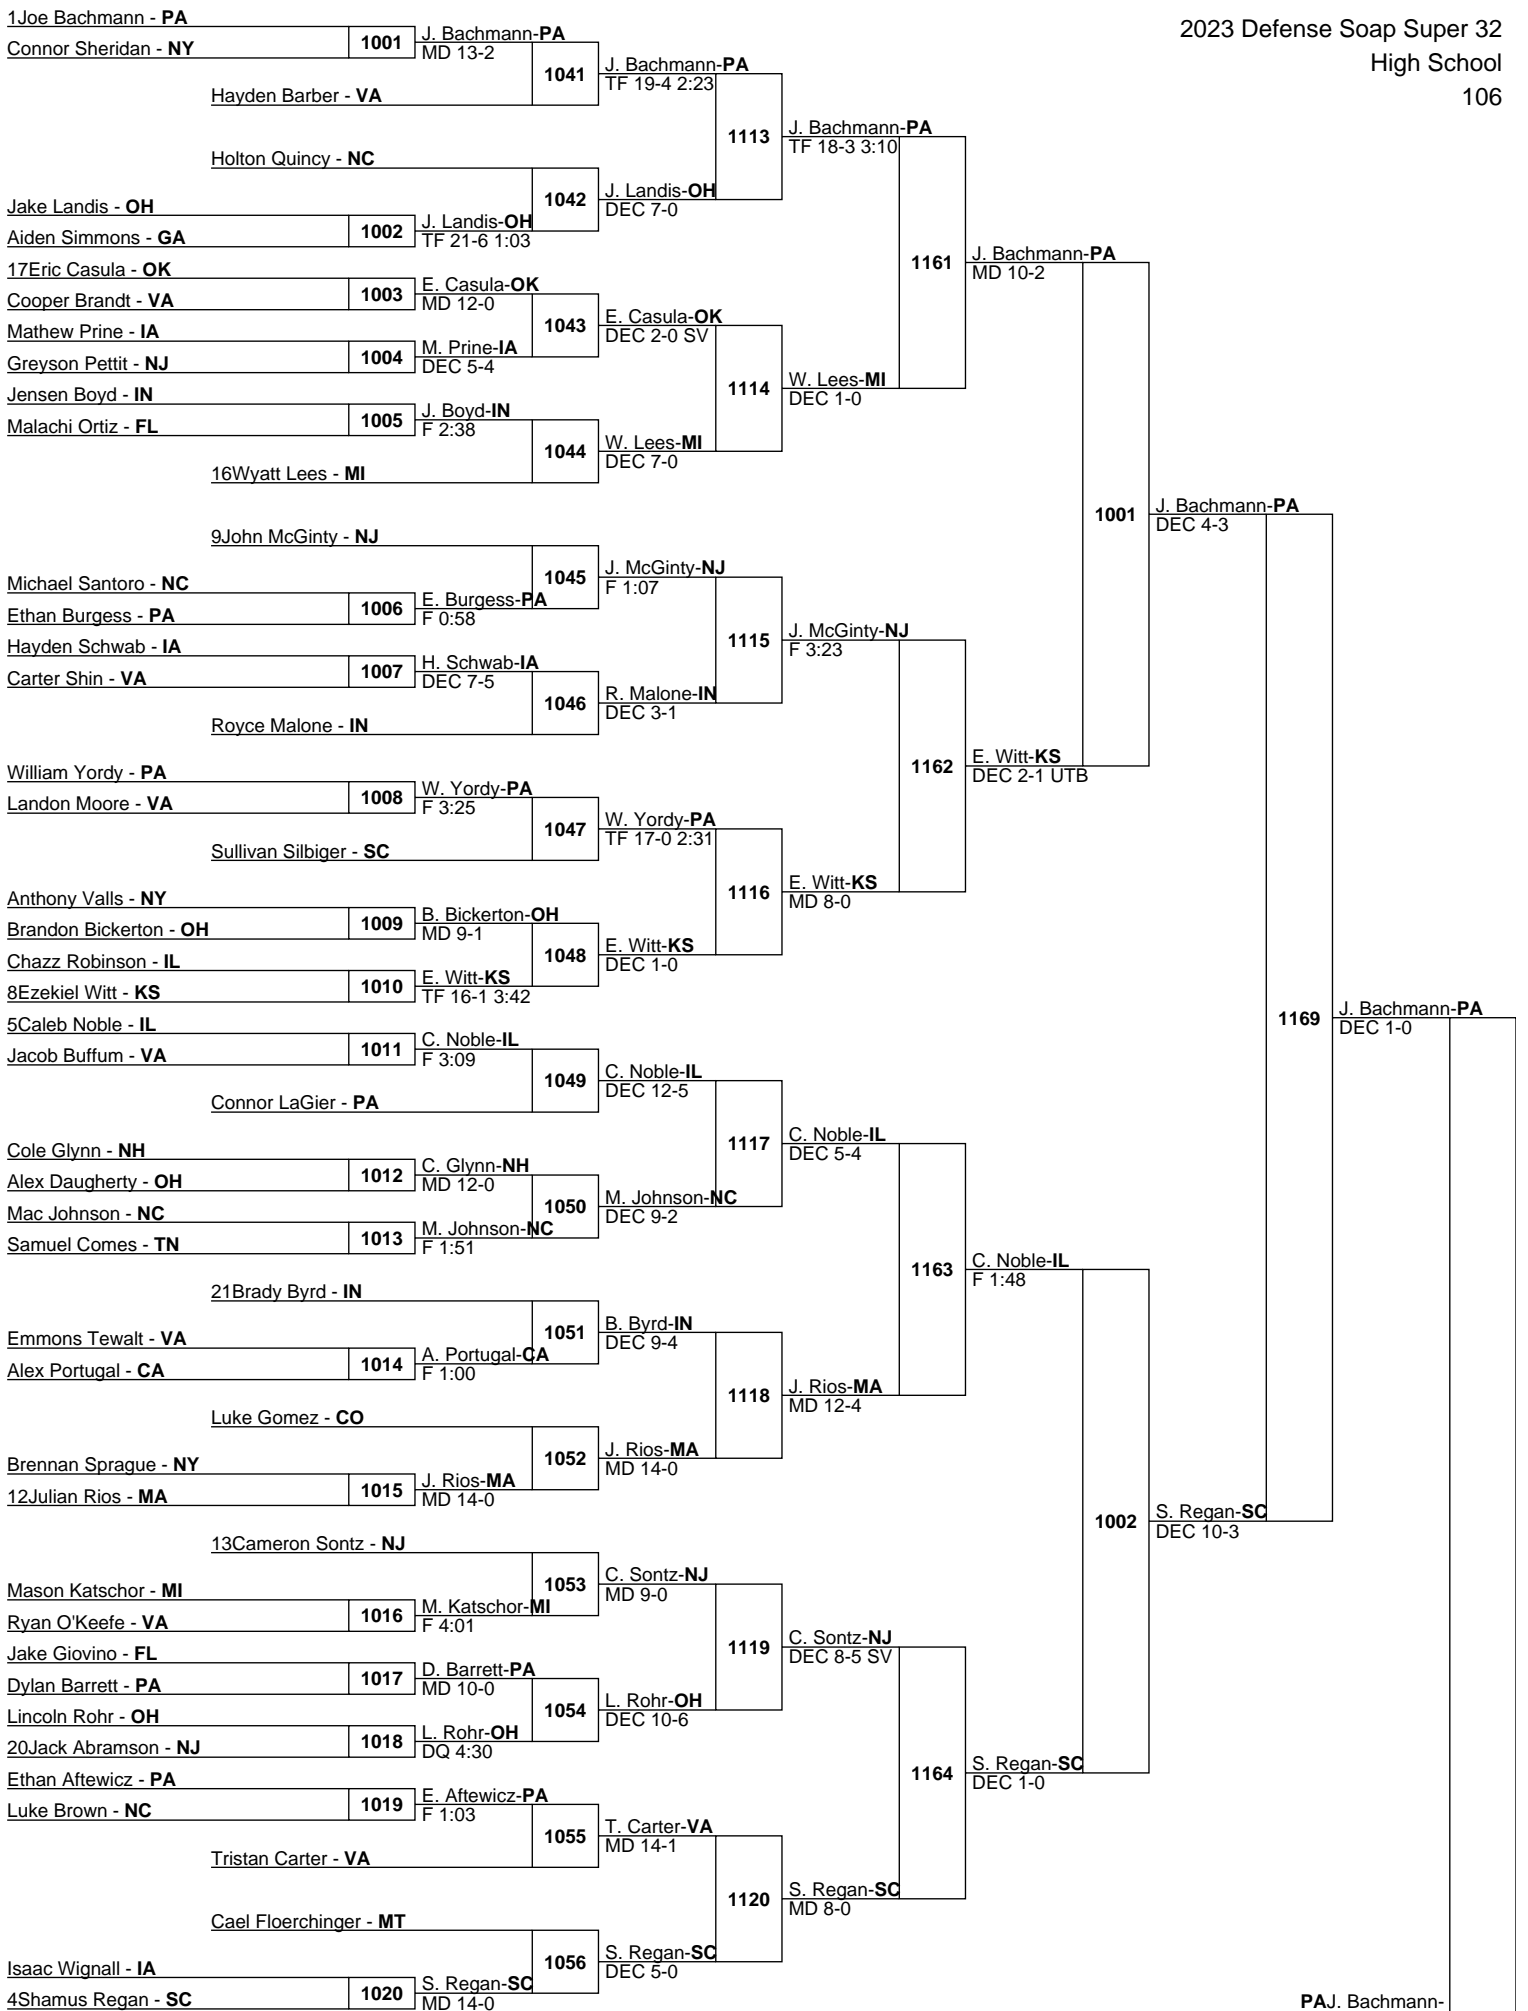 2023 Defense Soap Super 32
High School
106
1Joe Bachmann - PA
Connor Sheridan - NY
1001
J. Bachmann-PA
MD 13-2
Hayden Barber - VA
1041
J. Bachmann-PA
TF 19-4 2:23
Holton Quincy - NC
Jake Landis - OH
Aiden Simmons - GA
1002
J. Landis-OH
TF 21-6 1:03
1042
J. Landis-OH
DEC 7-0
1113
J. Bachmann-PA
TF 18-3 3:10
17Eric Casula - OK
Cooper Brandt - VA
1003
E. Casula-OK
MD 12-0
Mathew Prine - IA
Greyson Pettit - NJ
1004
M. Prine-IA
DEC 5-4
1043
E. Casula-OK
DEC 2-0 SV
Jensen Boyd - IN
Malachi Ortiz - FL
1005
J. Boyd-IN
F 2:38
16Wyatt Lees - MI
1044
W. Lees-MI
DEC 7-0
1114
W. Lees-MI
DEC 1-0
1161
J. Bachmann-PA
MD 10-2
9John McGinty - NJ
Michael Santoro - NC
Ethan Burgess - PA
1006
E. Burgess-PA
F 0:58
1045
J. McGinty-NJ
F 1:07
Hayden Schwab - IA
Carter Shin - VA
1007
H. Schwab-IA
DEC 7-5
Royce Malone - IN
1046
R. Malone-IN
DEC 3-1
1115
J. McGinty-NJ
F 3:23
William Yordy - PA
Landon Moore - VA
1008
W. Yordy-PA
F 3:25
Sullivan Silbiger - SC
1047
W. Yordy-PA
TF 17-0 2:31
Anthony Valls - NY
Brandon Bickerton - OH
1009
B. Bickerton-OH
MD 9-1
Chazz Robinson - IL
8Ezekiel Witt - KS
1010
E. Witt-KS
TF 16-1 3:42
1048
E. Witt-KS
DEC 1-0
1116
E. Witt-KS
MD 8-0
1162
E. Witt-KS
DEC 2-1 UTB
1001
J. Bachmann-PA
DEC 4-3
5Caleb Noble - IL
Jacob Buffum - VA
1011
C. Noble-IL
F 3:09
Connor LaGier - PA
1049
C. Noble-IL
DEC 12-5
Cole Glynn - NH
Alex Daugherty - OH
1012
C. Glynn-NH
MD 12-0
Mac Johnson - NC
Samuel Comes - TN
1013
M. Johnson-NC
F 1:51
1050
M. Johnson-NC
DEC 9-2
1117
C. Noble-IL
DEC 5-4
21Brady Byrd - IN
Emmons Tewalt - VA
Alex Portugal - CA
1014
A. Portugal-CA
F 1:00
1051
B. Byrd-IN
DEC 9-4
Luke Gomez - CO
Brennan Sprague - NY
12Julian Rios - MA
1015
J. Rios-MA
MD 14-0
1052
J. Rios-MA
MD 14-0
1118
J. Rios-MA
MD 12-4
1163
C. Noble-IL
F 1:48
13Cameron Sontz - NJ
Mason Katschor - MI
Ryan O'Keefe - VA
1016
M. Katschor-MI
F 4:01
1053
C. Sontz-NJ
MD 9-0
Jake Giovino - FL
Dylan Barrett - PA
1017
D. Barrett-PA
MD 10-0
Lincoln Rohr - OH
20Jack Abramson - NJ
1018
L. Rohr-OH
DQ 4:30
1054
L. Rohr-OH
DEC 10-6
1119
C. Sontz-NJ
DEC 8-5 SV
Ethan Aftewicz - PA
Luke Brown - NC
1019
E. Aftewicz-PA
F 1:03
Tristan Carter - VA
1055
T. Carter-VA
MD 14-1
Cael Floerchinger - MT
Isaac Wignall - IA
4Shamus Regan - SC
1020
S. Regan-SC
MD 14-0
1056
S. Regan-SC
DEC 5-0
1120
S. Regan-SC
MD 8-0
1164
S. Regan-SC
DEC 1-0
1002
S. Regan-SC
DEC 10-3
1169
J. Bachmann-PA
DEC 1-0
PAJ. Bachmann-